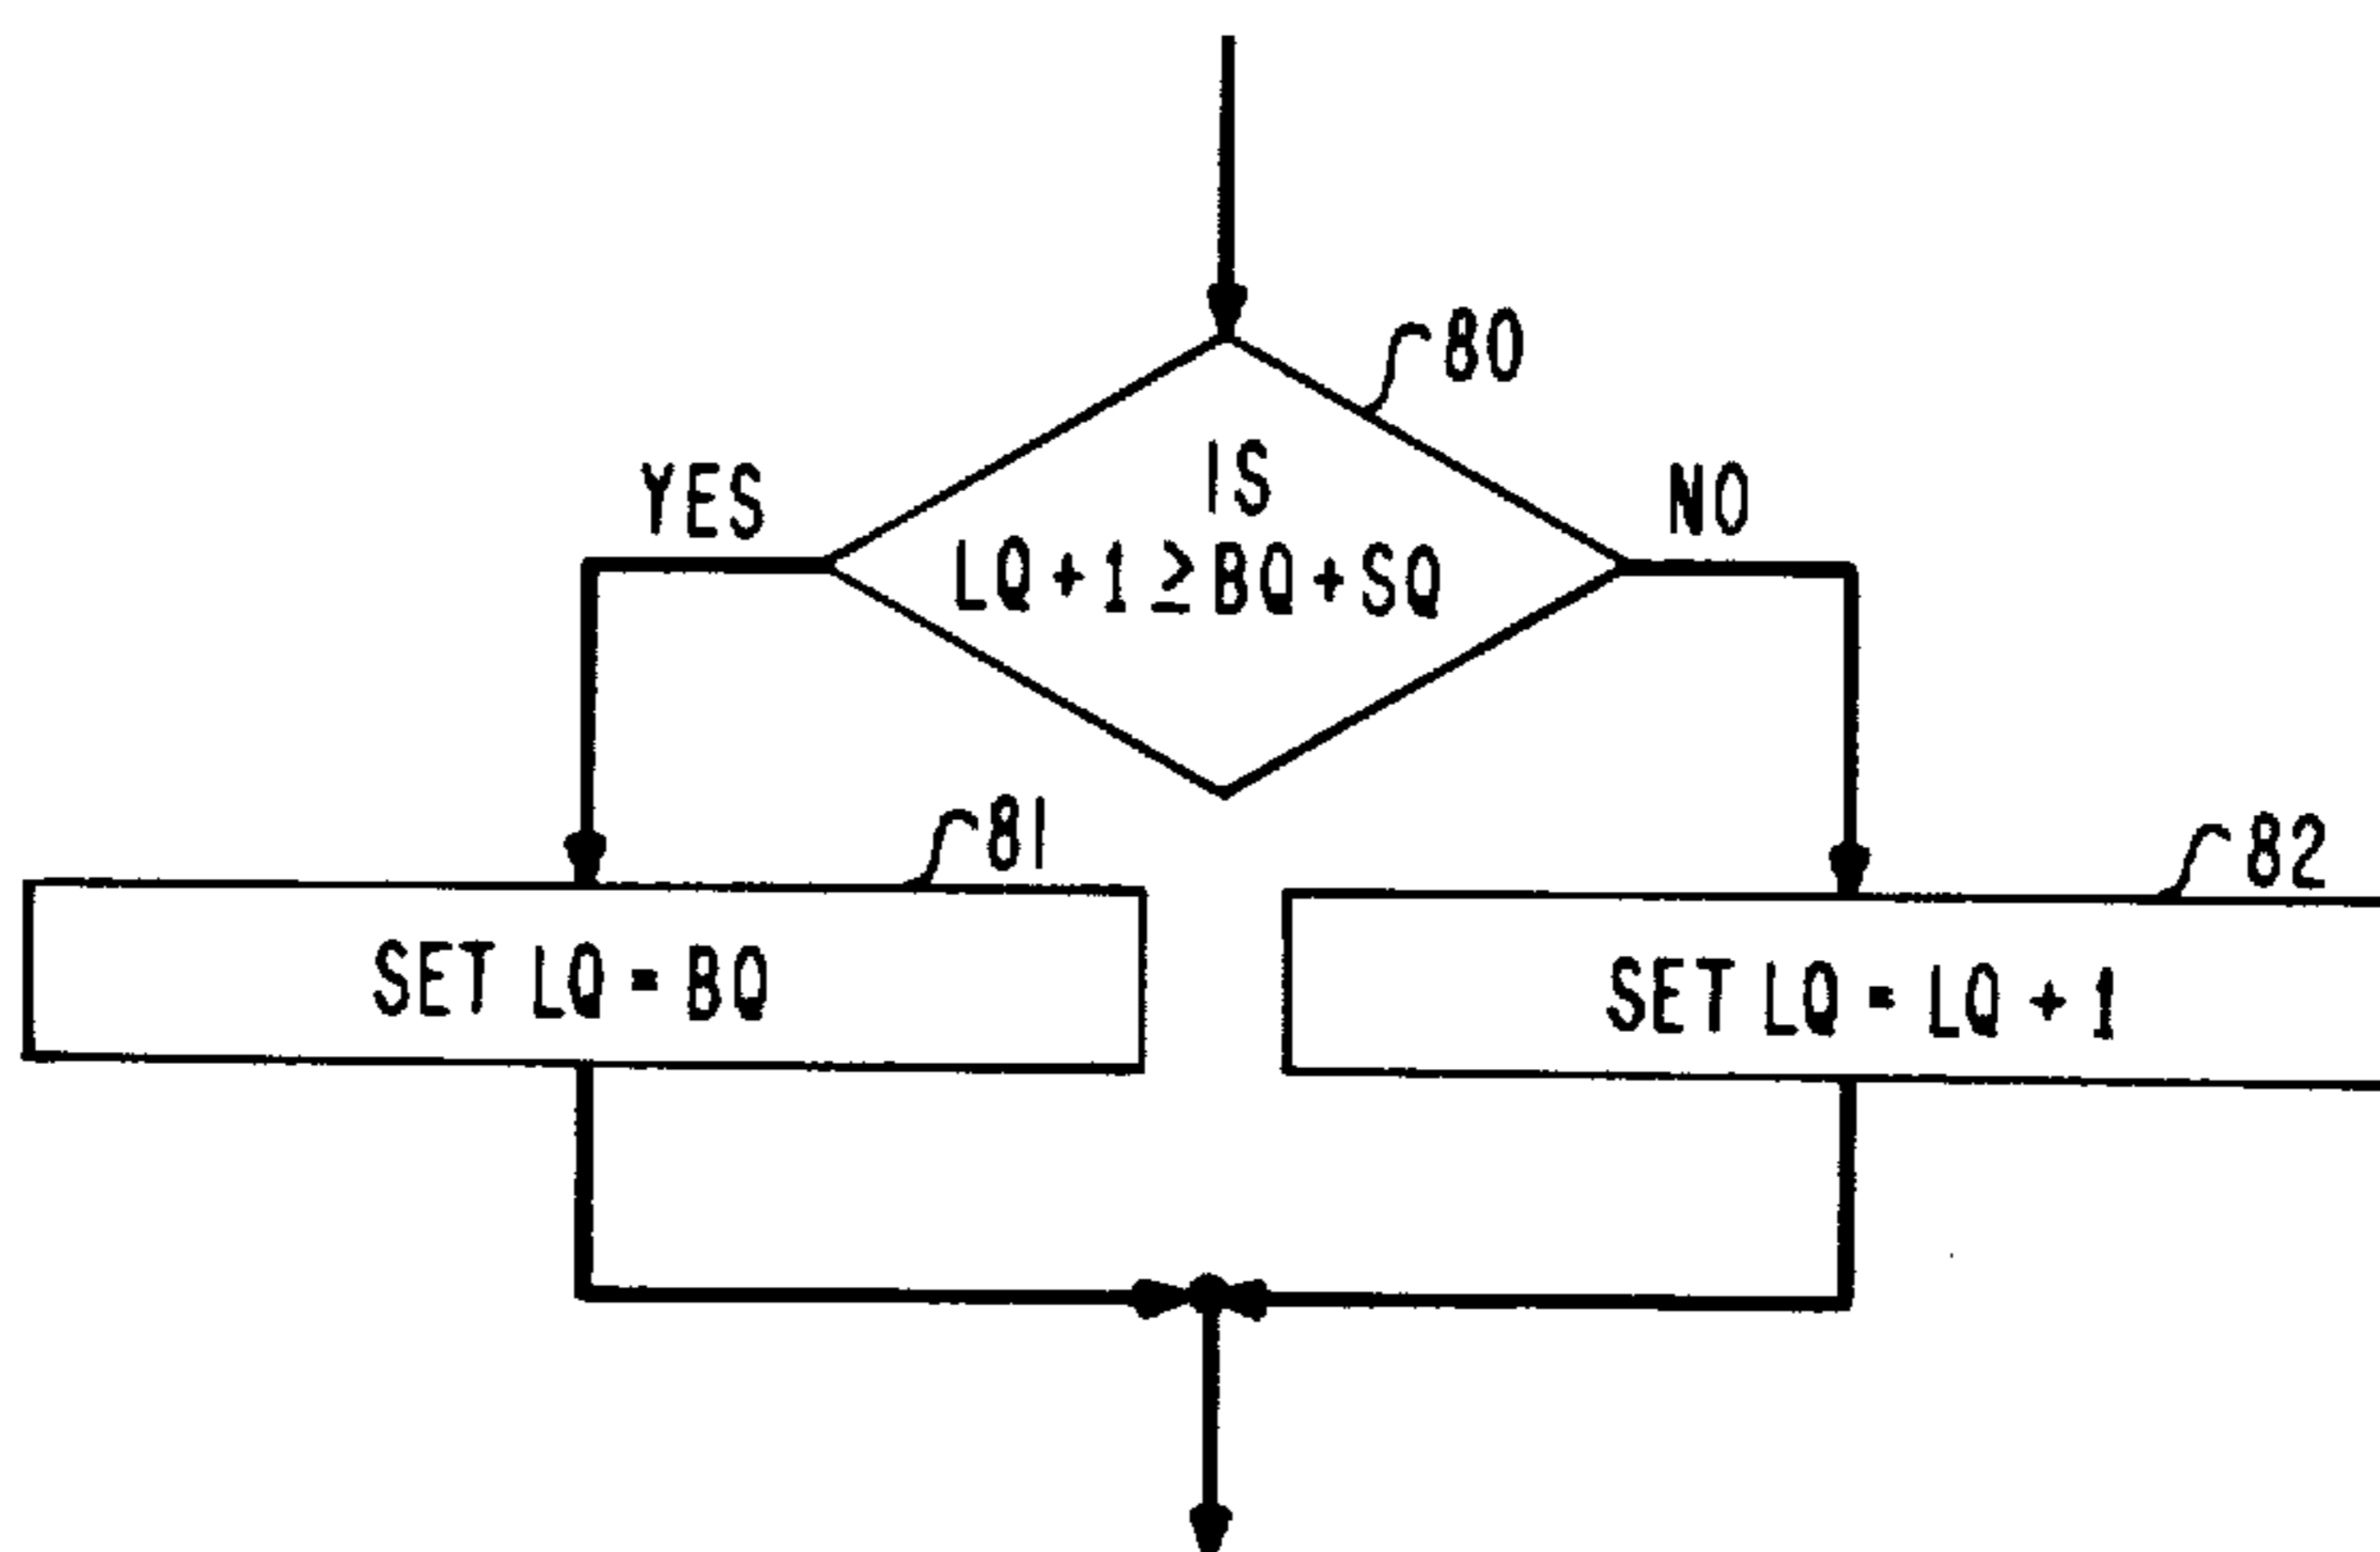 80
IS
YES
NO
LQ + 1 ≥ BQ + SQ
81
82
SET LQ = BQ
SET LQ = LQ + 1